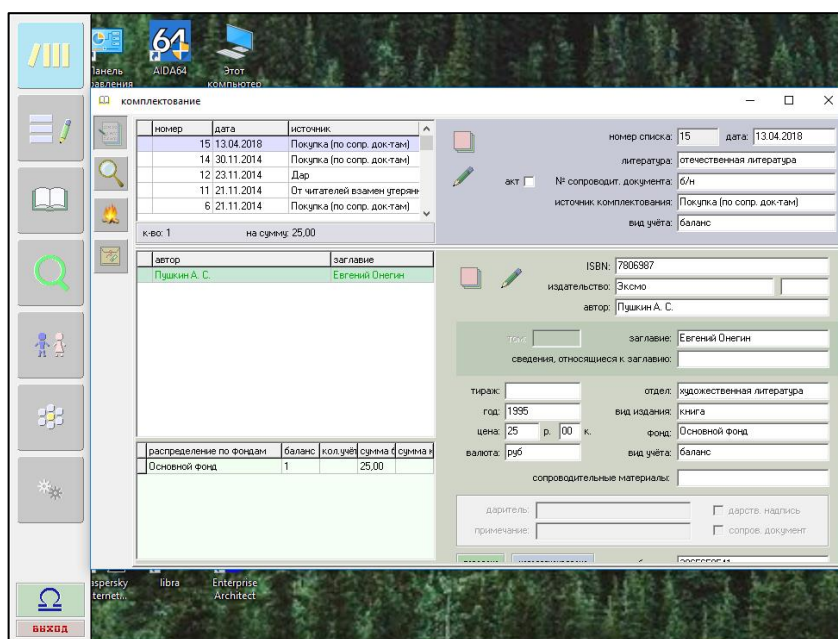 Панель
AIDA64
Этот
компьютер
комплектование
номер дата источник
15 13.04.2018 Покупка (по сопр. док-там)
14 30.11.2014 Покупка (по сопр. док-там)
12 23.11.2014 Дар
11 21.11.2014 От читателей взамен утерянн
6 21.11.2014 Покупка (по сопр. док-там)
к-во: 1 на сумму: 25,00
номер списка: 15 дата: 13.04.2018
литература: отечественная литература
акт № сопроводит. документа: б/н
источник комплектования: Покупка (по сопр. док-там)
вид учёта: баланс
автор заглавие
Пушкин А. С. Евгений Онегин
распределение по фондам баланс кол.учёт сумма б сумма к
Основной фонд 1 25,00
ISBN: 7806987
издательство: Эксмо
автор: Пушкин А. С.
том: заглавие: Евгений Онегин
сведения, относящиеся к заглавию:
тираж: отдел: художественная литература
год: 1995 вид издания: книга
цена: 25 р. 00 к. фонд: Основной фонд
валюта: руб вид учёта: баланс
сопроводительные материалы:
даритель: дарств. надпись
примечание: сопров. документ
aspersky
libra
Enterprise
Architect
ВЫХОД